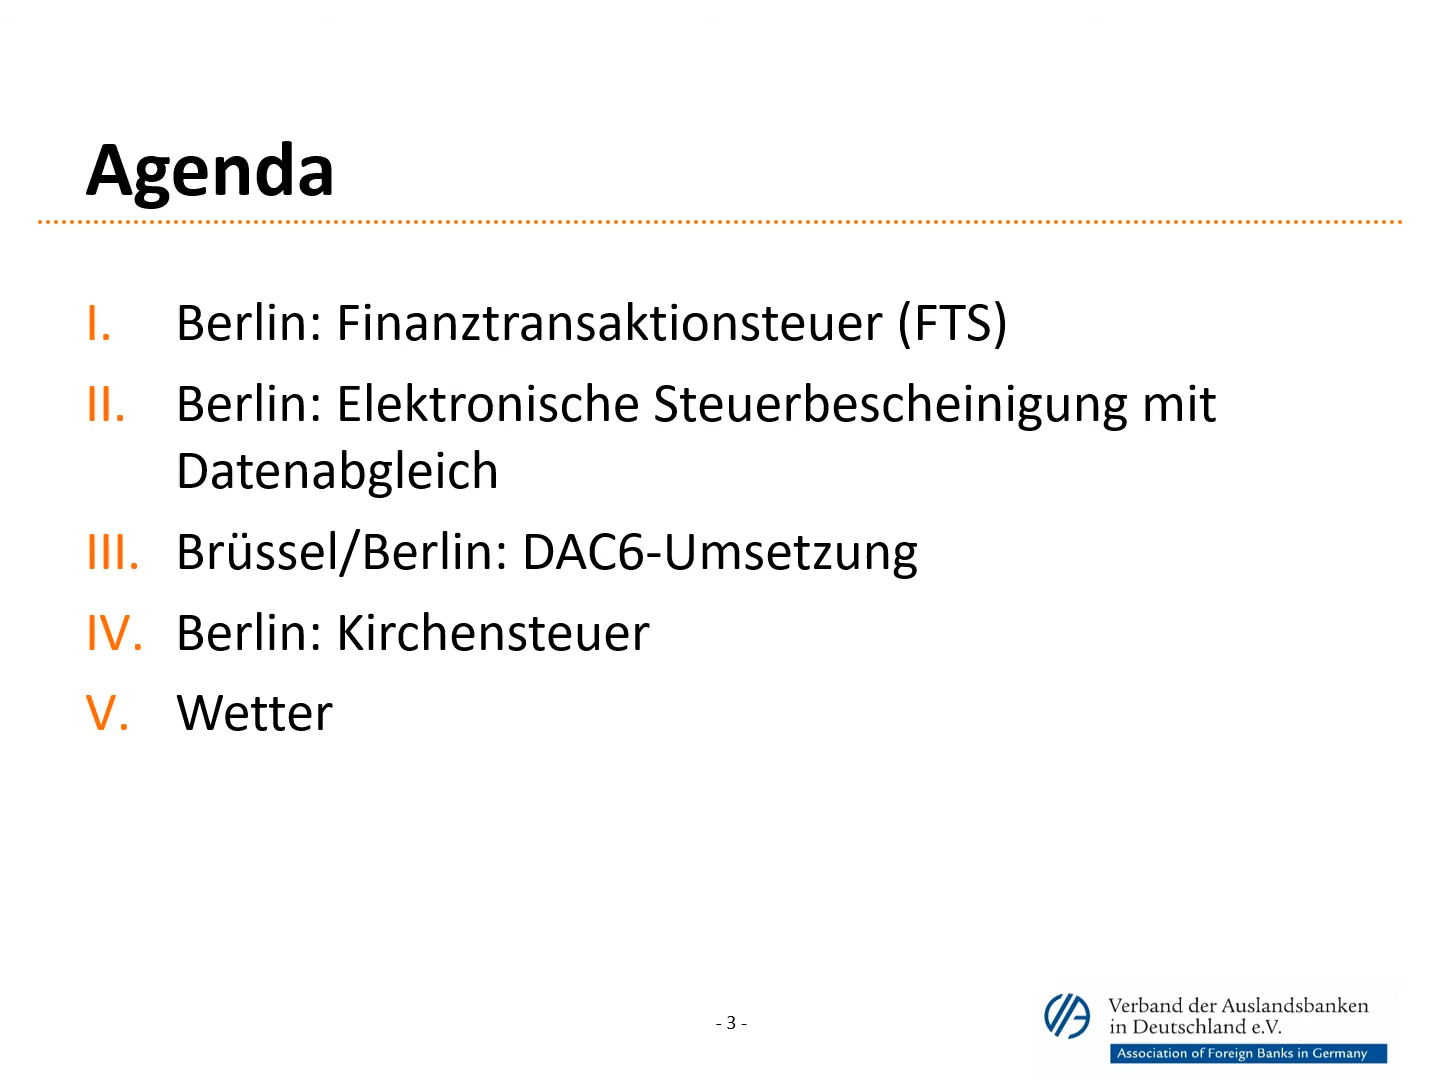 Agenda
I. Berlin: Finanztransaktionsteuer (FTS)
II. Berlin: Elektronische Steuerbescheinigung mit
Datenabgleich
III. Brüssel/Berlin: DAC6-Umsetzung
IV. Berlin: Kirchensteuer
V. Wetter
- 3 -
Verband der Auslandsbanken
in Deutschland e.V.
Association of Foreign Banks in Germany